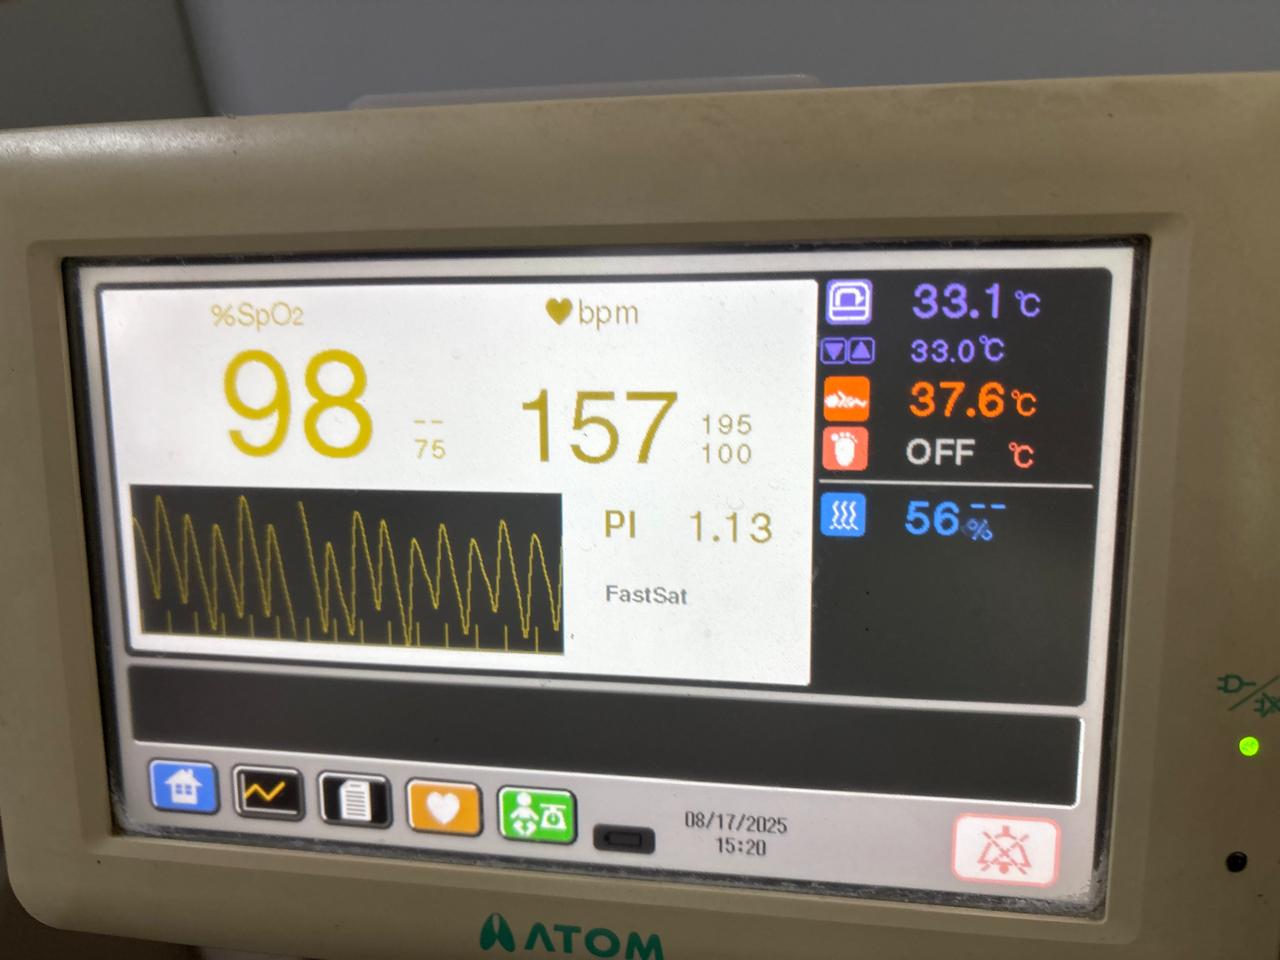 %SpO2
98
--
75
bpm
157
195
100
PI 1.13
FastSat
33.1 ℃
33.0℃
37.6 ℃
OFF ℃
56 -- %
08/17/2025
15:20
ATOM